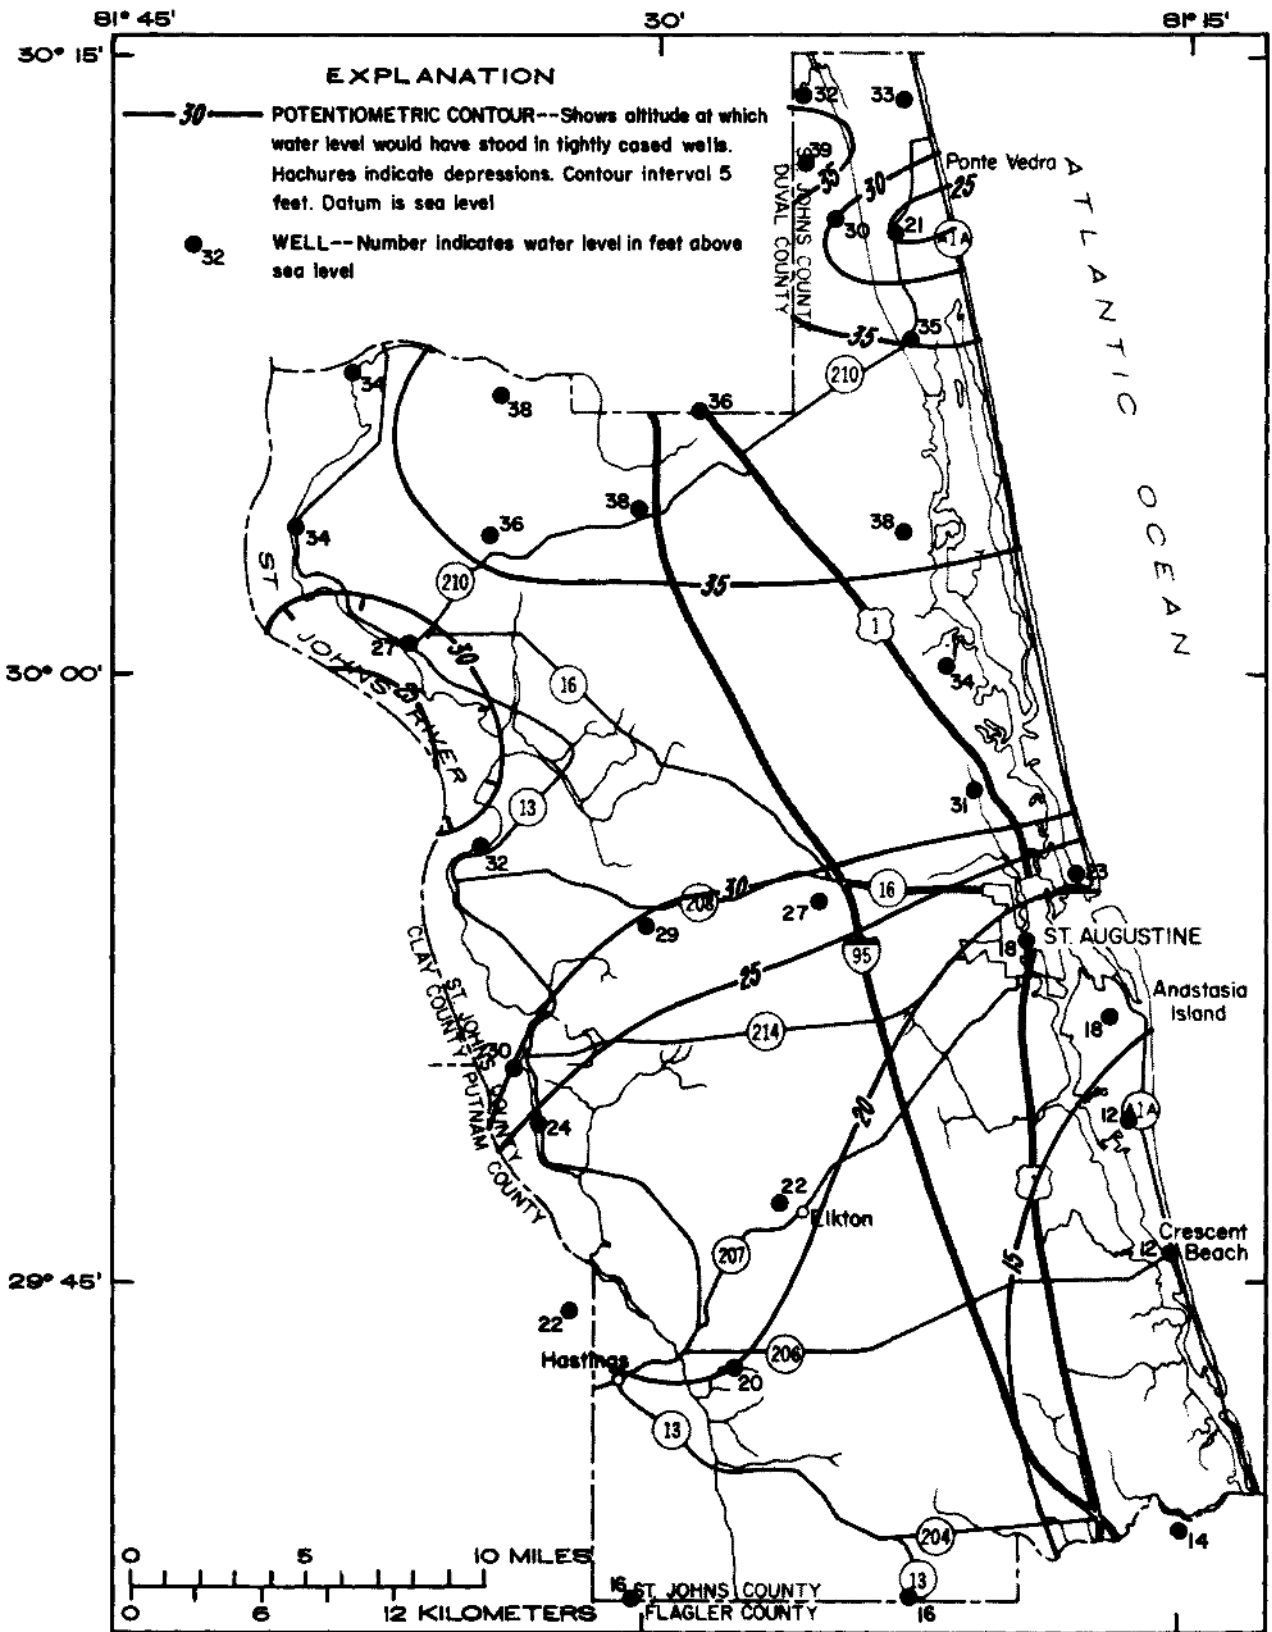 81° 45'
30'
81° 15'
30° 15'
EXPLANATION
30 POTENTIOMETRIC CONTOUR--Shows altitude at which
water level would have stood in tightly cased wells.
Hachures indicate depressions. Contour interval 5
feet. Datum is sea level
32
WELL--Number indicates water level in feet above
sea level
32
33
39
35
30
Ponte Vedra
25
30
21
A1A
ST. JOHNS COUNTY
DUVAL COUNTY
ATLANTIC OCEAN
35
35
210
34
38
36
38
36
38
34
210
35
1
ST JOHNS RIVER
27
30
30° 00'
16
34
25
13
31
32
30
208
16
23
27
29
95
18
ST. AUGUSTINE
25
Anastasia
Island
CLAY COUNTY
ST. JOHNS COUNTY
PUTNAM COUNTY
214
18
30
24
20
12
A1A
1
22
Elkton
207
Crescent
Beach
12
15
29° 45'
22
Hastings
206
20
13
204
14
0 5 10 MILES
0 6 12 KILOMETERS
16
ST. JOHNS COUNTY
FLAGLER COUNTY
13
16